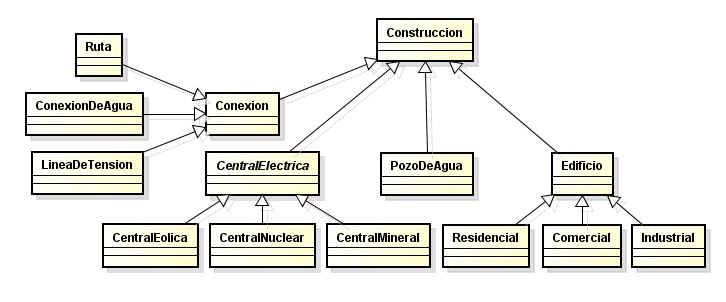 Construccion
Ruta
ConexionDeAgua
Conexion
LineaDeTension
CentralElectrica
PozoDeAgua
Edificio
CentralEolica
CentralNuclear
CentralMineral
Residencial
Comercial
Industrial